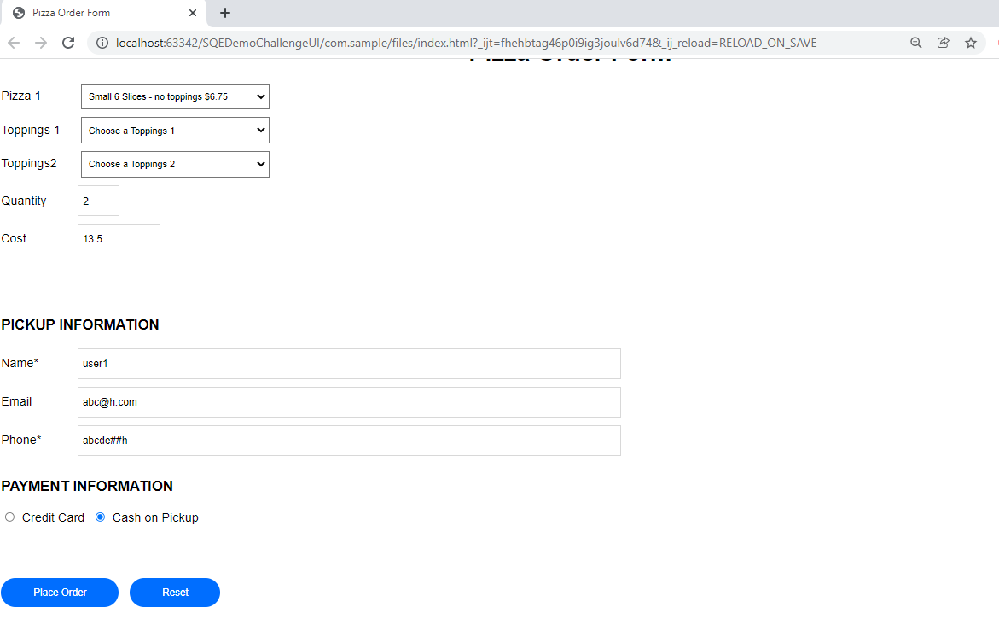 Pizza Order Form
localhost:63342/SQEDemoChallengeUI/com.sample/files/index.html?_ijt=fhehbtag46p0i9ig3joulv6d74&_ij_reload=RELOAD_ON_SAVE
Pizza Order Form
Pizza 1 Small 6 Slices - no toppings $6.75
Toppings 1 Choose a Toppings 1
Toppings2 Choose a Toppings 2
Quantity 2
Cost 13.5
PICKUP INFORMATION
Name* user1
Email abc@h.com
Phone* abcde##h
PAYMENT INFORMATION
Credit Card Cash on Pickup
Place Order Reset